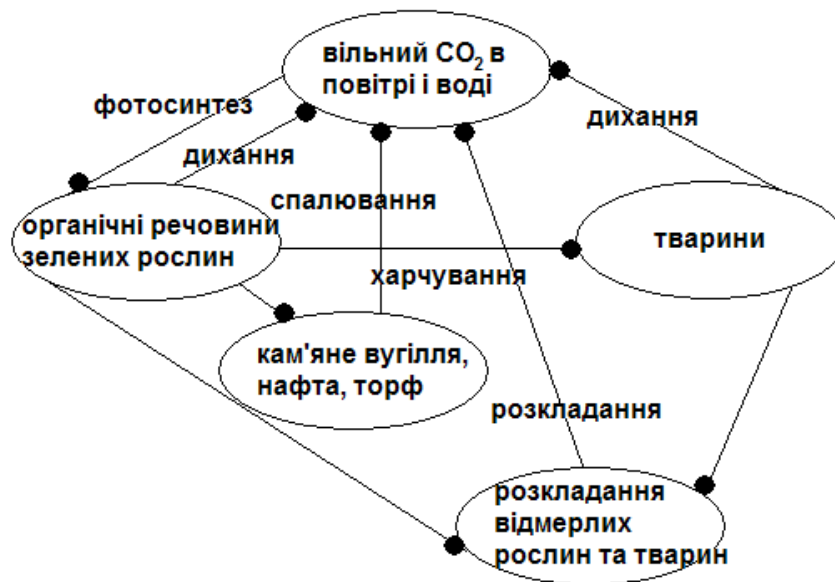 вільний CO₂ в
повітрі і воді
фотосинтез
дихання
дихання
спалювання
органічні речовини
зелених рослин
тварини
харчування
кам'яне вугілля,
нафта, торф
розкладання
розкладання
відмерлих
рослин та тварин